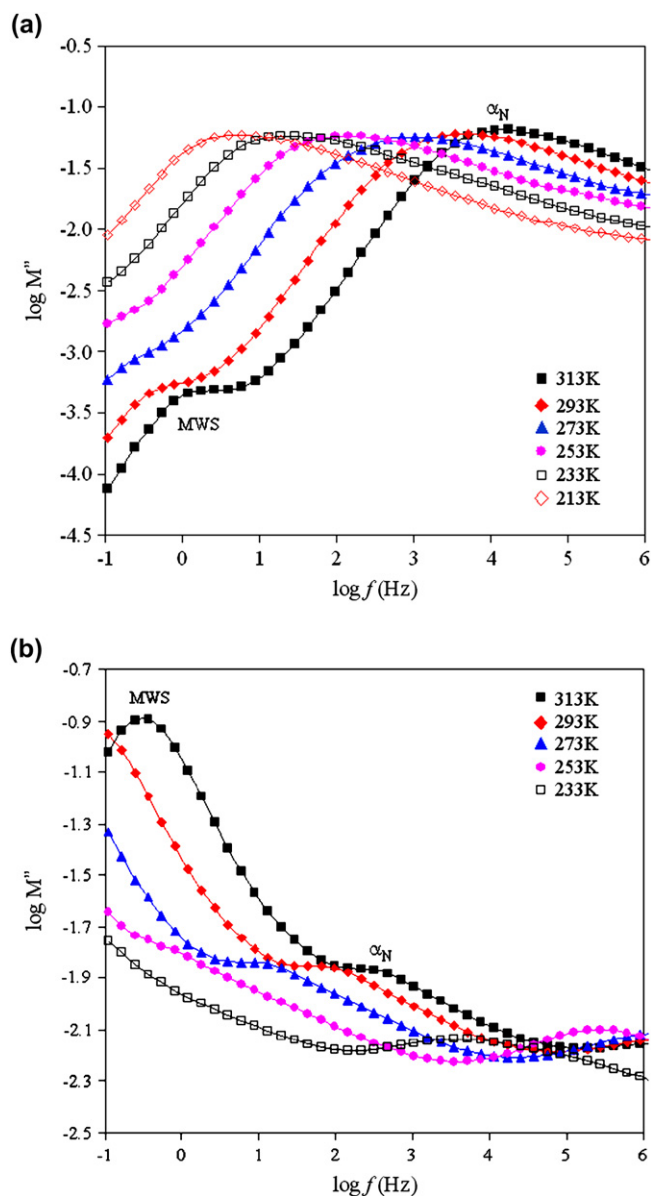 (a)
-0.5
-1.0
-1.5
-2.0
-2.5
-3.0
-3.5
-4.0
-4.5
log M"
αN
MWS
313K
293K
273K
253K
233K
213K
-1 0 1 2 3 4 5 6
log f (Hz)
(b)
-0.7
-0.9
-1.1
-1.3
-1.5
-1.7
-1.9
-2.1
-2.3
-2.5
log M"
MWS
αN
313K
293K
273K
253K
233K
-1 0 1 2 3 4 5 6
log f (Hz)